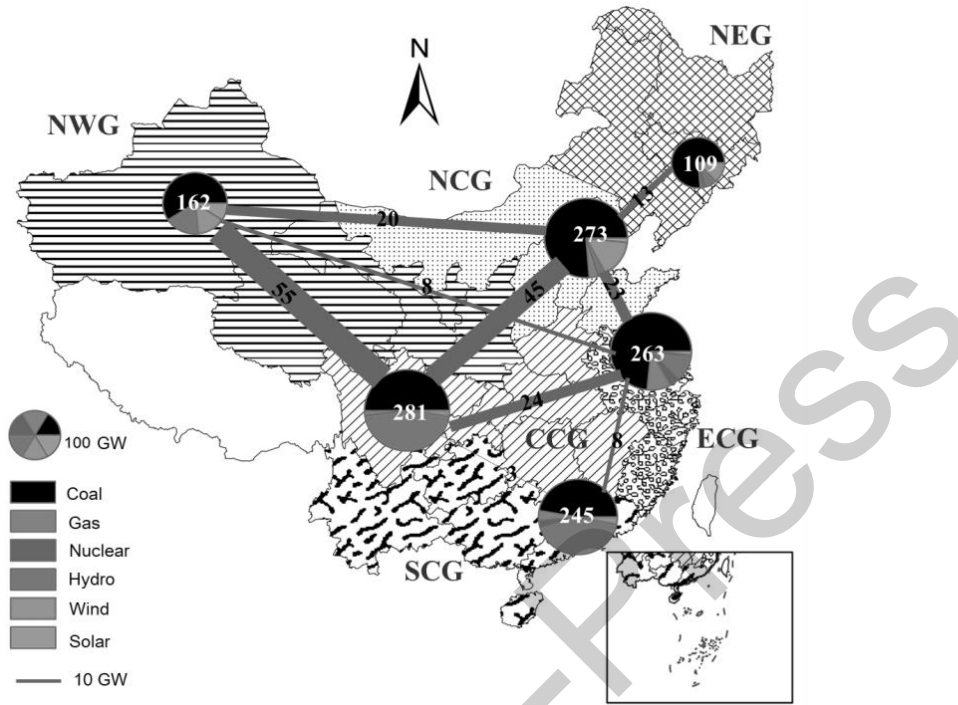 NEG
N
NWG
109
NCG
162
13
20
273
8
23
55
45
263
281
24
100 GW
CCG
8
ECG
3
Coal
245
Gas
Nuclear
SCG
Hydro
Wind
Solar
10 GW
-Press